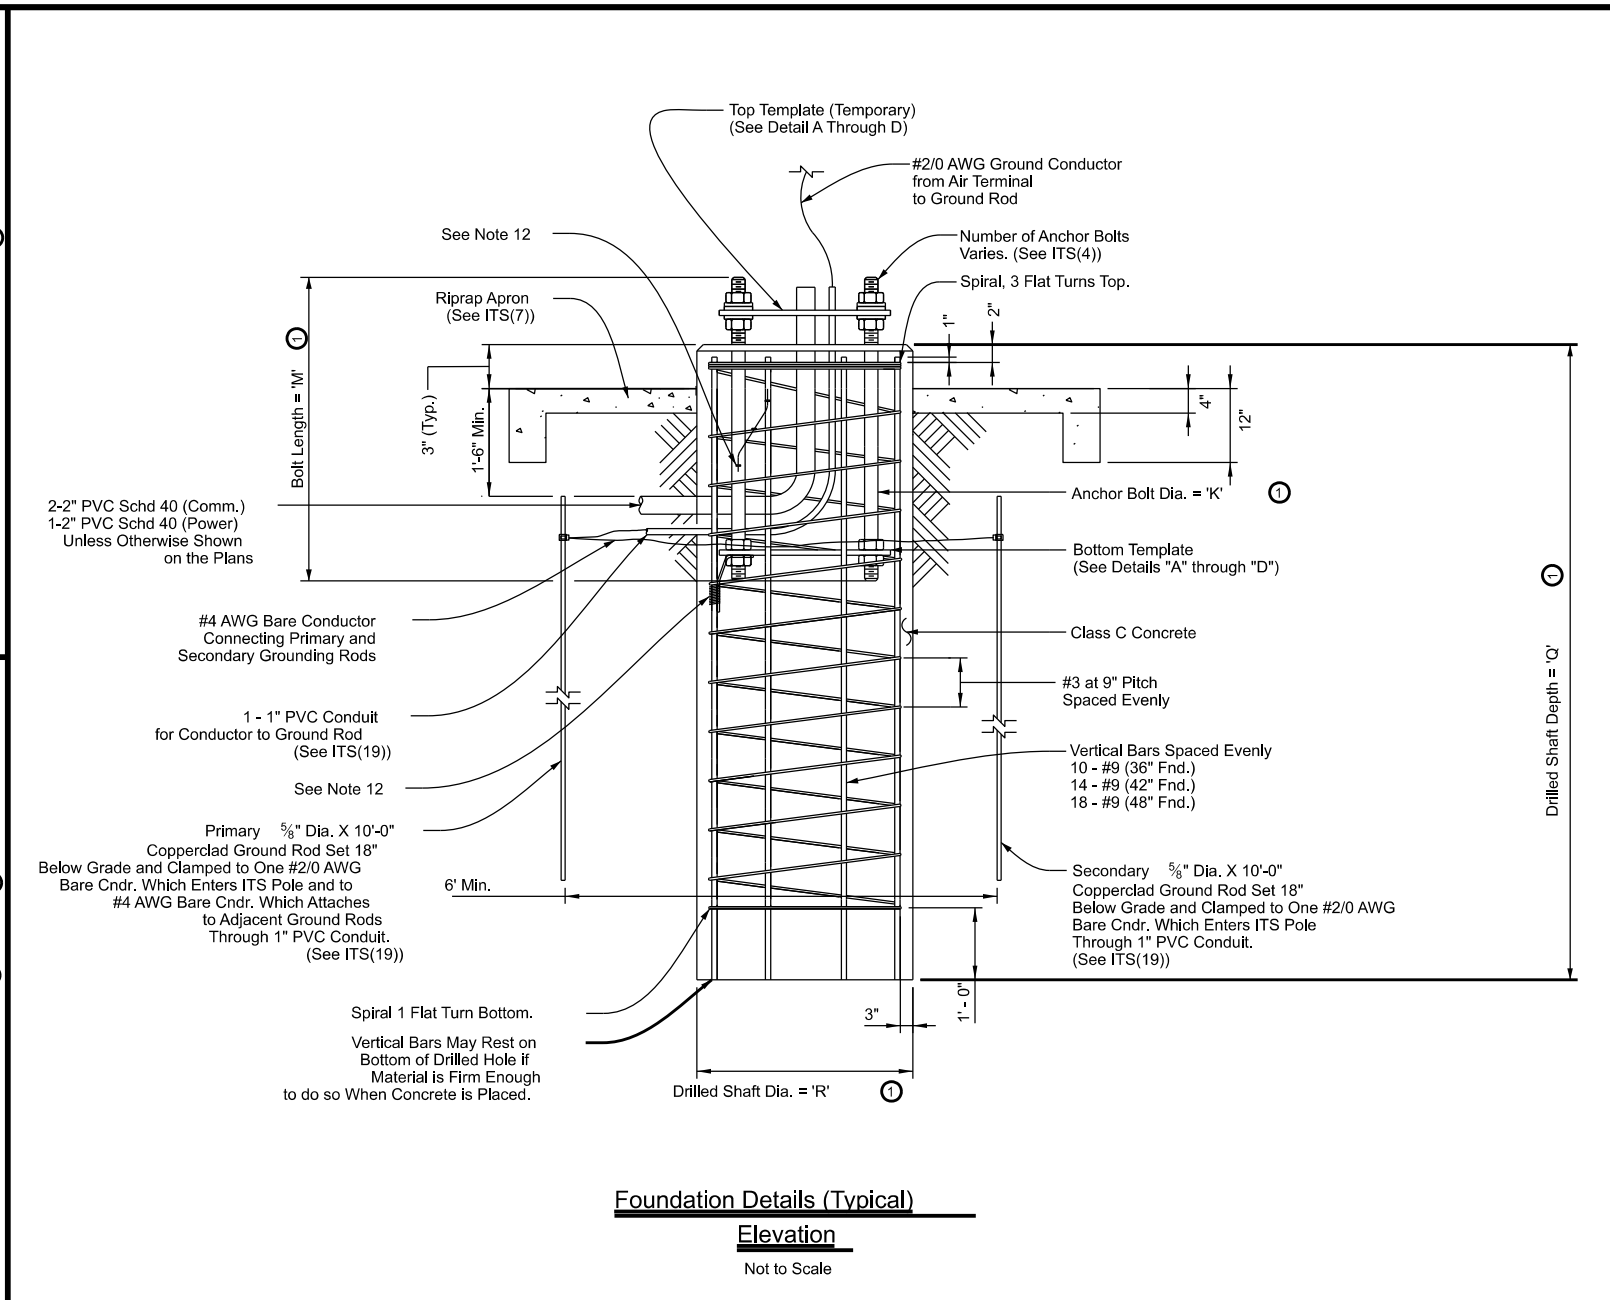 Top Template (Temporary)
(See Detail A Through D)
#2/0 AWG Ground Conductor
from Air Terminal
to Ground Rod
See Note 12
Number of Anchor Bolts
Varies. (See ITS(4))
Riprap Apron
(See ITS(7))
Spiral, 3 Flat Turns Top.
1"
2"
1
Bolt Length = 'M'
3" (Typ.)
1'-6" Min.
4"
12"
2-2" PVC Schd 40 (Comm.)
1-2" PVC Schd 40 (Power)
Unless Otherwise Shown
on the Plans
Anchor Bolt Dia. = 'K'
1
Bottom Template
(See Details "A" through "D")
1
Drilled Shaft Depth = 'Q'
#4 AWG Bare Conductor
Connecting Primary and
Secondary Grounding Rods
Class C Concrete
#3 at 9" Pitch
Spaced Evenly
1 - 1" PVC Conduit
for Conductor to Ground Rod
(See ITS(19))
Vertical Bars Spaced Evenly
10 - #9 (36" Fnd.)
14 - #9 (42" Fnd.)
18 - #9 (48" Fnd.)
See Note 12
Primary ⅝" Dia. X 10'-0"
Copperclad Ground Rod Set 18"
Below Grade and Clamped to One #2/0 AWG
Bare Cndr. Which Enters ITS Pole and to
#4 AWG Bare Cndr. Which Attaches
to Adjacent Ground Rods
Through 1" PVC Conduit.
(See ITS(19))
6' Min.
Secondary ⅝" Dia. X 10'-0"
Copperclad Ground Rod Set 18"
Below Grade and Clamped to One #2/0 AWG
Bare Cndr. Which Enters ITS Pole
Through 1" PVC Conduit.
(See ITS(19))
Spiral 1 Flat Turn Bottom.
3"
1' - 0"
Vertical Bars May Rest on
Bottom of Drilled Hole if
Material is Firm Enough
to do so When Concrete is Placed.
Drilled Shaft Dia. = 'R'
1
Foundation Details (Typical)
Elevation
Not to Scale